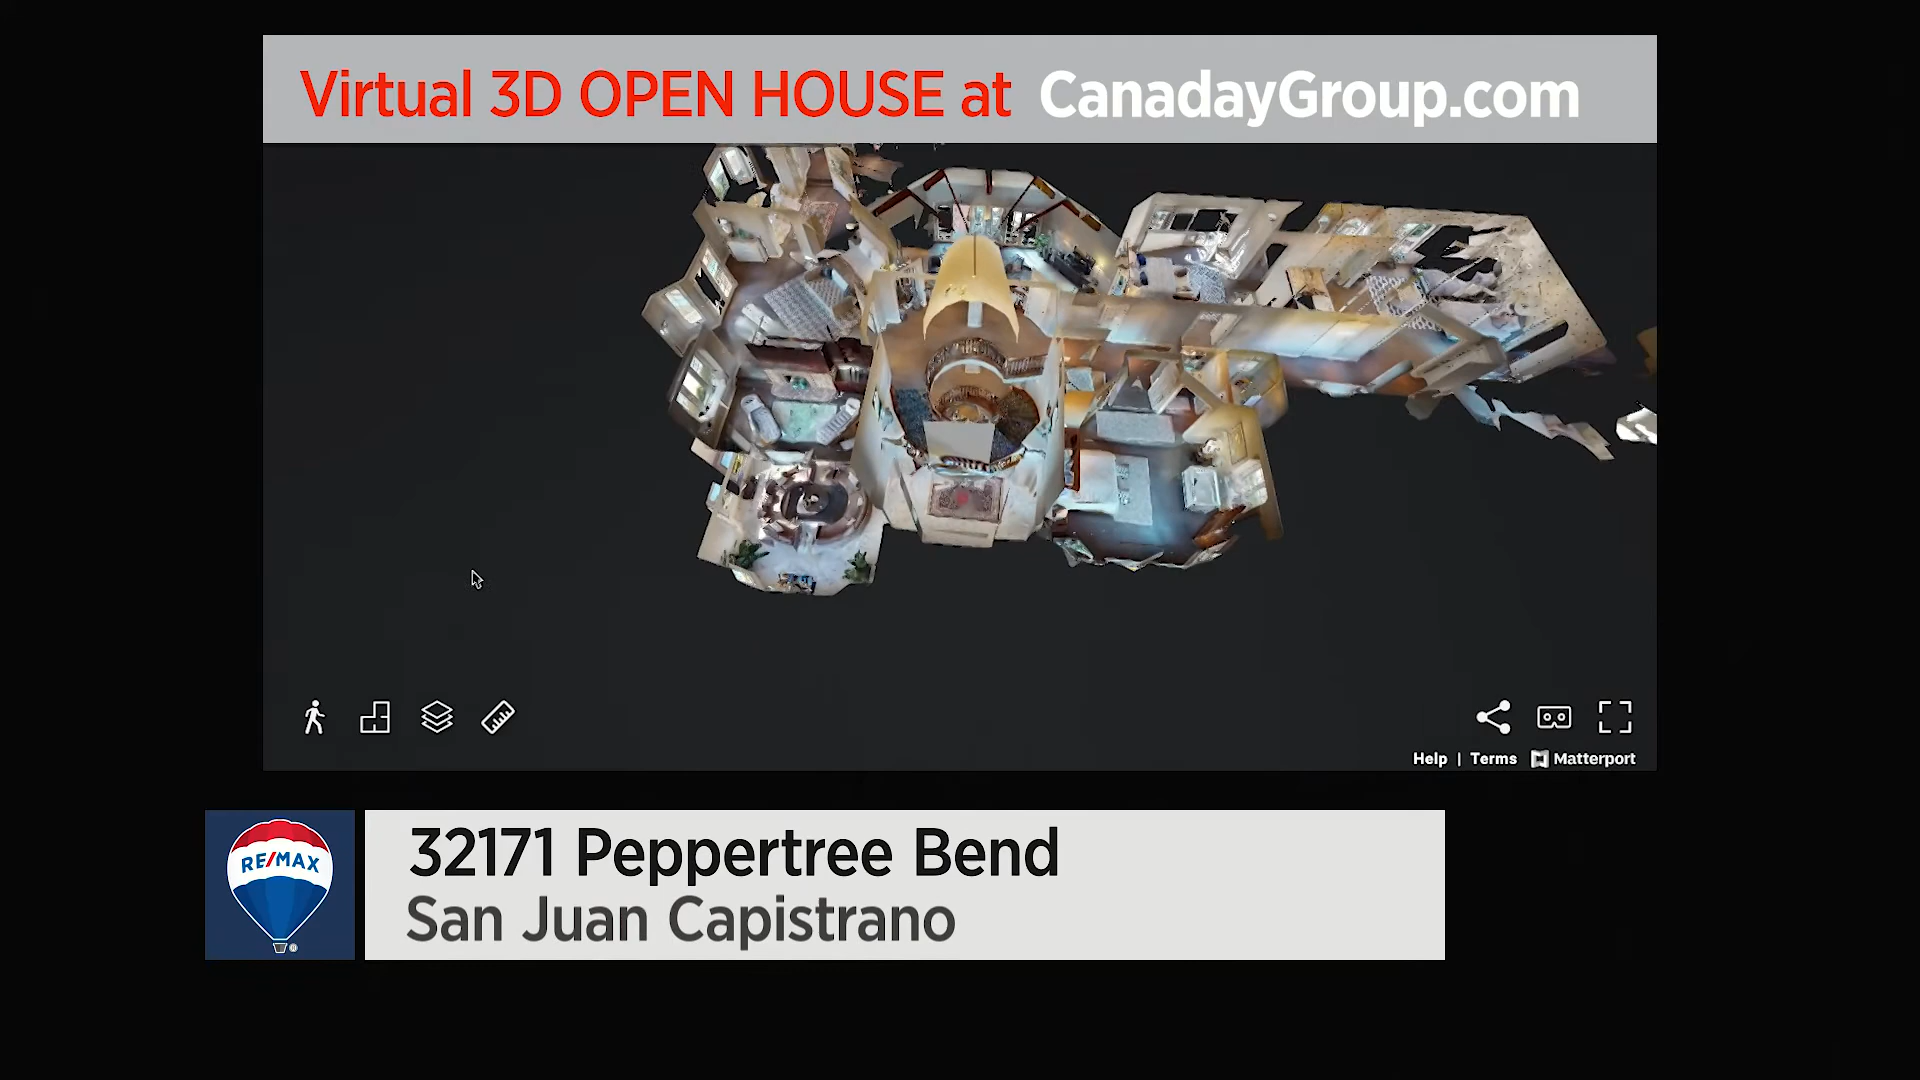 Virtual 3D OPEN HOUSE at CanadayGroup.com
Help | Terms Matterport
RE/MAX
®
32171 Peppertree Bend
San Juan Capistrano